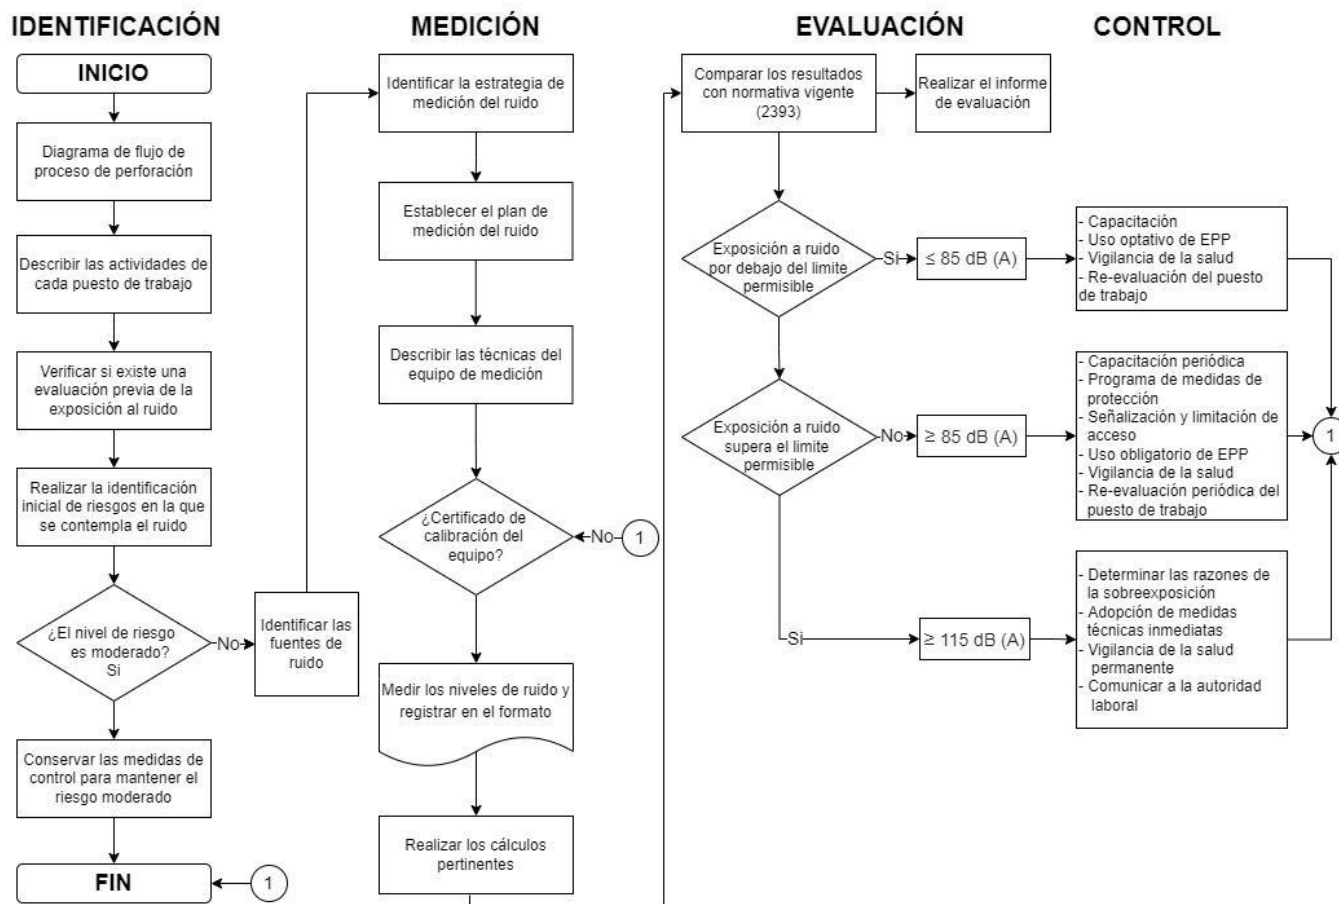 IDENTIFICACIÓN
INICIO
Diagrama de flujo de
proceso de perforación
Describir las actividades de
cada puesto de trabajo
Verificar si existe una
evaluación previa de la
exposición al ruido
Realizar la identificación
inicial de riesgos en la que
se contempla el ruido
¿El nivel de riesgo
es moderado?
Si
No
Identificar las
fuentes de
ruido
Conservar las medidas de
control para mantener el
riesgo moderado
FIN
1
MEDICIÓN
Identificar la estrategia de
medición del ruido
Establecer el plan de
medición del ruido
Describir las técnicas del
equipo de medición
¿Certificado de
calibración del
equipo?
No
1
Medir los niveles de ruido y
registrar en el formato
Realizar los cálculos
pertinentes
EVALUACIÓN
Comparar los resultados
con normativa vigente
(2393)
Realizar el informe
de evaluación
Exposición a ruido
por debajo del limite
permisible
Si
≤ 85 dB (A)
Exposición a ruido
supera el limite
permisible
No
≥ 85 dB (A)
Si
≥ 115 dB (A)
CONTROL
- Capacitación
- Uso optativo de EPP
- Vigilancia de la salud
- Re-evaluación del puesto
de trabajo
- Capacitación periódica
- Programa de medidas de
protección
- Señalización y limitación de
acceso
- Uso obligatorio de EPP
- Vigilancia de la salud
- Re-evaluación periódica del
puesto de trabajo
- Determinar las razones de
la sobreexposición
- Adopción de medidas
técnicas inmediatas
- Vigilancia de la salud
permanente
- Comunicar a la autoridad
laboral
1